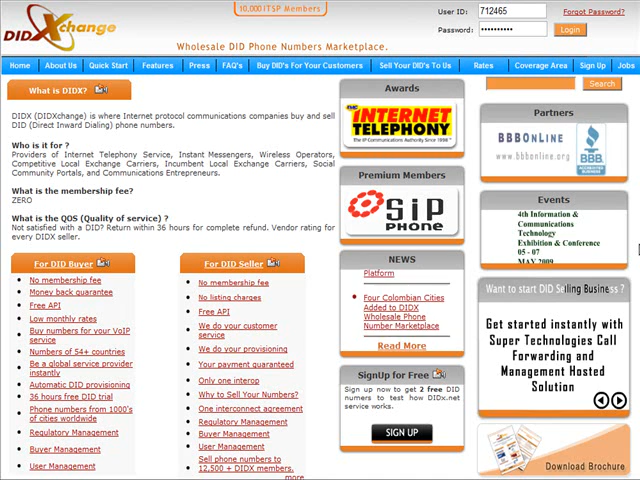 10,000 ITSP Members
User ID: 712465 Forgot Password?
DIDXchange
Password: •••••••••• Login
Wholesale DID Phone Numbers Marketplace.
Home About Us Quick Start Features Press FAQ's Buy DID's For Your Customers Sell Your DID's To Us Rates Coverage Area Sign Up Jobs
Search
What is DIDX?
DIDX (DIDXchange) is where Internet protocol communications companies buy and sell
DID (Direct Inward Dialing) phone numbers.
Who is it for ?
Providers of Internet Telephony Service, Instant Messengers, Wireless Operators,
Competitive Local Exchange Carriers, Incumbent Local Exchange Carriers, Social
Community Portals, and Communications Entrepreneurs.
What is the membership fee?
ZERO
What is the QOS (Quality of service) ?
Not satisfied with a DID? Return within 36 hours for complete refund. Vendor rating for
every DIDX seller.
For DID Buyer
No membership fee
Money back guarantee
Free API
Low monthly rates
Buy numbers for your VoIP
service
Numbers of 54+ countries
Be a global service provider
instantly
Automatic DID provisioning
36 hours free DID trial
Phone numbers from 1000's
of cities worldwide
Regulatory Management
Buyer Management
User Management
For DID Seller
No membership fee
No listing charges
Free API
We do your customer
service
We do your provisioning
Your payment guaranteed
Only one interop
Why to Sell Your Numbers?
One interconnect agreement
Regulatory Management
Buyer Management
User Management
Sell phone numbers to
12,500 + DIDX members.
more
Awards
INTERNET
TELEPHONY
The IP Communications Authority Since 1998
Premium Members
SIP
PHONE
NEWS
Platform
Four Colombian Cities
Added to DIDX
Wholesale Phone
Number Marketplace
Read More
SignUp for Free
Sign up now to get 2 free DID
numers to test how DIDx.net
service works.
SIGN UP
Partners
BBBONLINE
www.bbbonline.org
BBB
Events
4th Information &
Communications
Technology
Exhibition & Conference
05 - 07
MAY 2009
Want to start DID Selling Business ?
Get started instantly with
Super Technologies Call
Forwarding and
Management Hosted
Solution
Download Brochure